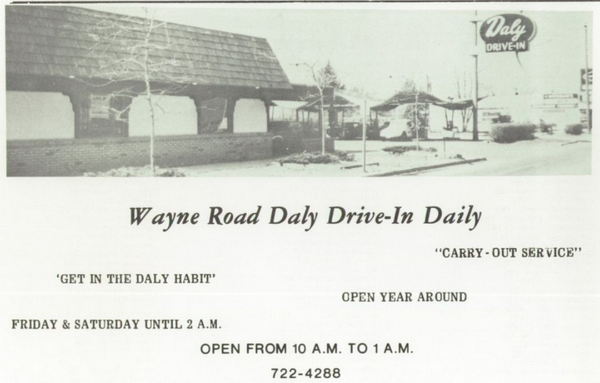 Daly
DRIVE-IN
Wayne Road Daly Drive-In Daily
"CARRY-OUT SERVICE"
'GET IN THE DALY HABIT'
OPEN YEAR AROUND
FRIDAY & SATURDAY UNTIL 2 A.M.
OPEN FROM 10 A.M. TO 1 A.M.
722-4288